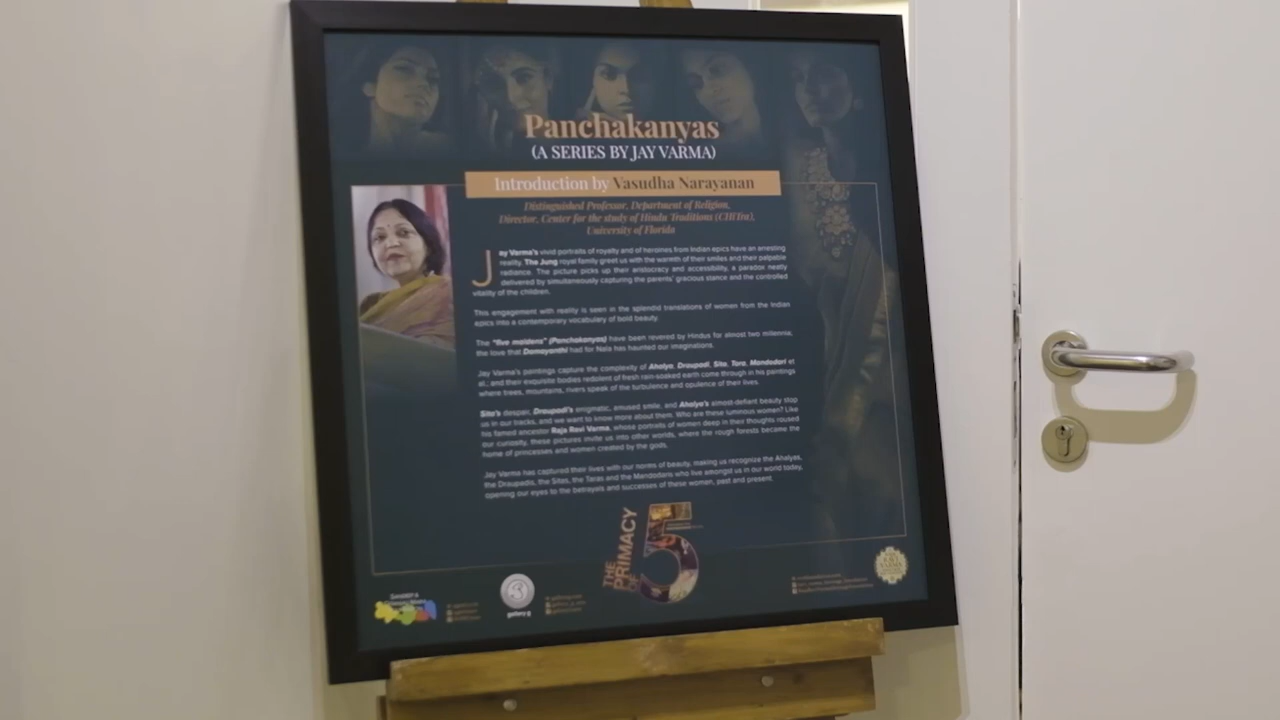 Panchakanyas
(A SERIES BY JAY VARMA)
Introduction by Vasudha Narayanan
Distinguished Professor, Department of Religion,
Director, Center for the study of Hindu Traditions (CHiTra),
University of Florida
Jay Varma's vivid portraits of royalty and of heroines from Indian epics have an arresting
reality. The Jung royal family greet us with the warmth of their smiles and their palpable
radiance. The picture picks up their aristocracy and accessibility, a paradox neatly
delivered by simultaneously capturing the parents' gracious stance and the controlled
vitality of the children.
This engagement with reality is seen in the splendid translations of women from the Indian
epics into a contemporary vocabulary of bold beauty.
The "five maidens" (Panchakanyas) have been revered by Hindus for almost two millennia,
the love that Damayanthi had for Nala has haunted our imaginations.
Jay Varma's paintings capture the complexity of Ahalya, Draupadi, Sita, Tara, Mandodari et
al., and their exquisite bodies redolent of fresh rain-soaked earth come through in his paintings
where trees, mountains, rivers speak of the turbulence and opulence of their lives.
Sita's despair, Draupadi's enigmatic, amused smile, and Ahalya's almost-defiant beauty stop
us in our tracks, and we want to know more about them. Who are these luminous women? Like
his famed ancestor Raja Ravi Varma, whose portraits of women deep in their thoughts roused
our curiosity, these pictures invite us into other worlds, where the rough forests became the
home of princesses and women created by the gods.
Jay Varma has captured their lives with our norms of beauty, making us recognize the Ahalyas,
the Draupadis, the Sitas, the Taras and the Mandodaris who live amongst us in our world today,
opening our eyes to the betrayals and successes of these women, past and present.
THE PRIMACY OF 5
gallery g